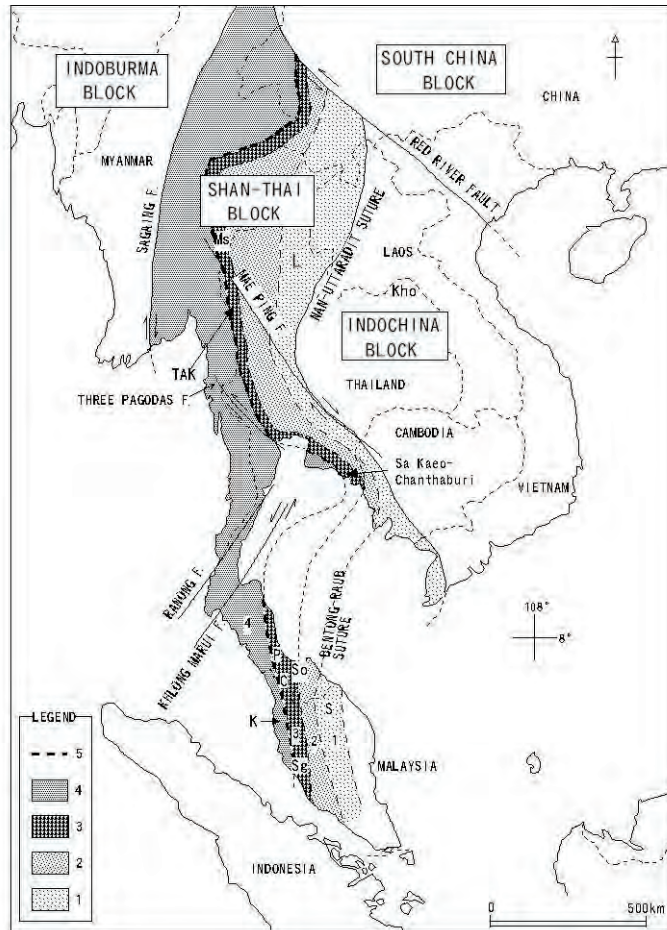 INDOBURMA
BLOCK
SOUTH CHINA
BLOCK
CHINA
MYANMAR
RED RIVER FAULT
SAGAING F.
SHAN-THAI
BLOCK
Ms
L
NAN-UTTARADIT SUTURE
LAOS
Kho
MAE PING F.
INDOCHINA
BLOCK
TAK
THAILAND
THREE PAGODAS F.
CAMBODIA
Sa Kaeo-
Chanthaburi
VIETNAM
RANONG F.
KHLONG MARUI F.
BENTONG-RAUB
SUTURE
108°
8°
4
P
C
So
S
K
3
2
1
Sg
MALAYSIA
INDONESIA
LEGEND
5
4
3
2
1
0
500km